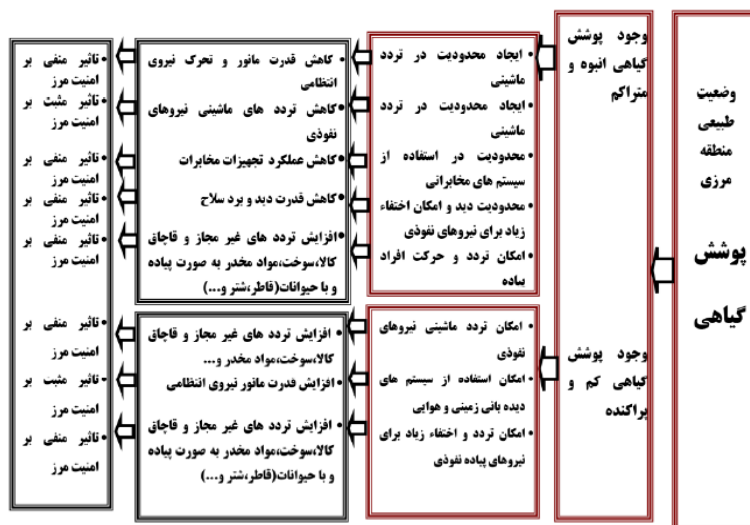 وضعیت
طبیعی
منطقه
مرزی
پوشش
گیاهی
وجود پوشش
گیاهی انبوه و
متراکم
وجود پوشش
گیاهی کم و
پراکنده
• ایجاد محدودیت در تردد
ماشینی
• ایجاد محدودیت در تردد
ماشینی
• محدودیت در استفاده از
سیستم های مخابراتی
• محدودیت دید و امکان اختفاء
زیاد برای نیروهای نفوذی
• امکان تردد و حرکت افراد
پیاده
• امکان تردد ماشینی نیروهای
نفوذی
• امکان استفاده از سیستم های
دیده بانی زمینی و هوایی
• امکان تردد و اختفاء زیاد برای
نیروهای پیاده نفوذی
• کاهش قدرت مانور و تحرک نیروی
انتظامی
• کاهش تردد های ماشینی نیروهای
نفوذی
• کاهش عملکرد تجهیزات مخابرات
• کاهش قدرت دید و برد سلاح
• افزایش تردد های غیر مجاز و قاچاق
کالا،سوخت،مواد مخدر به صورت پیاده
و با حیوانات(قاطر،شتر و...)
• افزایش تردد های غیر مجاز و قاچاق
کالا،سوخت،مواد مخدر و...
• افزایش قدرت مانور نیروی انتظامی
• افزایش تردد های غیر مجاز و قاچاق
کالا،سوخت،مواد مخدر به صورت پیاده
و با حیوانات(قاطر،شتر و...)
• تاثیر منفی بر
امنیت مرز
• تاثیر مثبت بر
امنیت مرز
• تاثیر منفی بر
امنیت مرز
• تاثیر منفی بر
امنیت مرز
• تاثیر منفی بر
امنیت مرز
• تاثیر منفی بر
امنیت مرز
• تاثیر مثبت بر
امنیت مرز
• تاثیر منفی بر
امنیت مرز